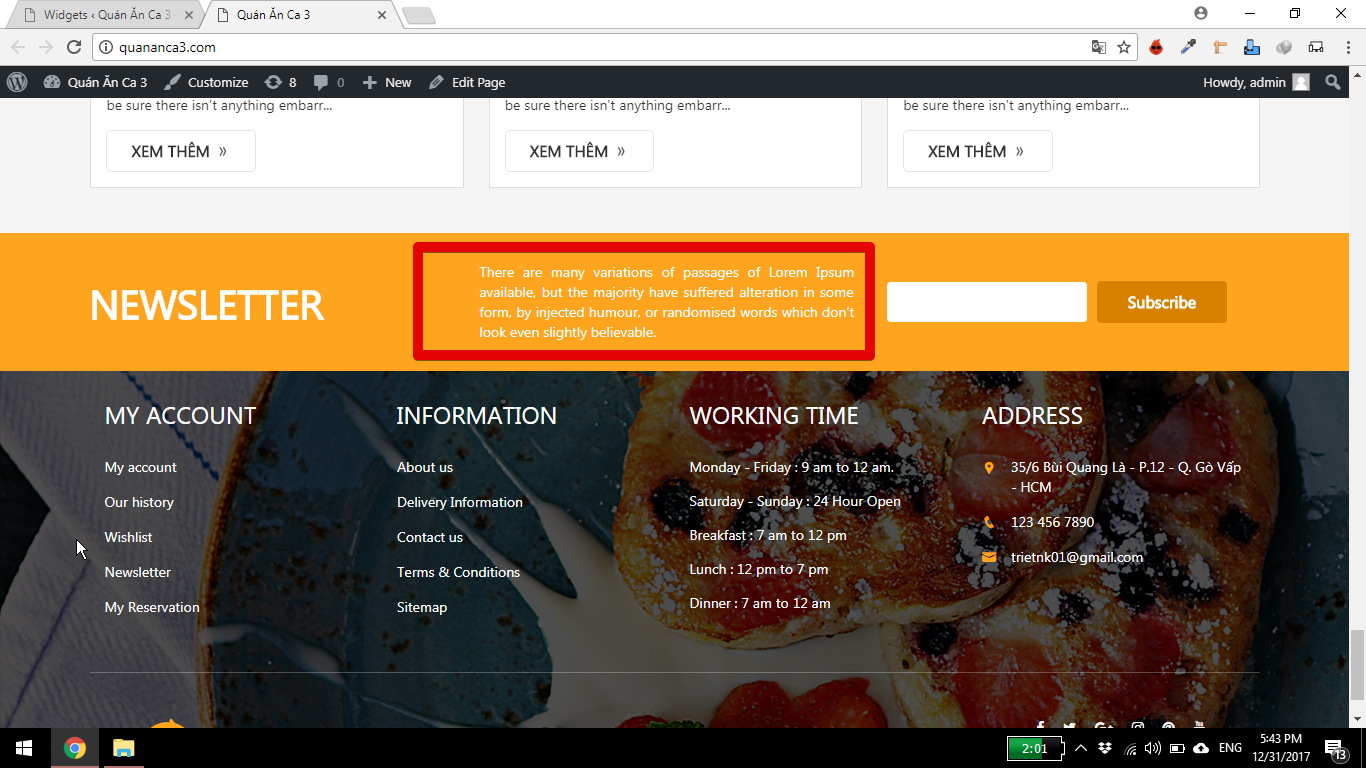 Widgets ‹ Quán Ăn Ca 3
Quán Ăn Ca 3
quananca3.com
Quán Ăn Ca 3
Customize
8
0
New
Edit Page
Howdy, admin
be sure there isn't anything embarr...
be sure there isn't anything embarr...
be sure there isn't anything embarr...
XEM THÊM »
XEM THÊM »
XEM THÊM »
NEWSLETTER
There are many variations of passages of Lorem Ipsum
available, but the majority have suffered alteration in some
form, by injected humour, or randomised words which don't
look even slightly believable.
Subscribe
MY ACCOUNT
My account
Our history
Wishlist
Newsletter
My Reservation
INFORMATION
About us
Delivery Information
Contact us
Terms & Conditions
Sitemap
WORKING TIME
Monday - Friday : 9 am to 12 am.
Saturday - Sunday : 24 Hour Open
Breakfast : 7 am to 12 pm
Lunch : 12 pm to 7 pm
Dinner : 7 am to 12 am
ADDRESS
35/6 Bùi Quang Là - P.12 - Q. Gò Vấp
- HCM
123 456 7890
trietnk01@gmail.com
2:01
ENG
5:43 PM
12/31/2017
13